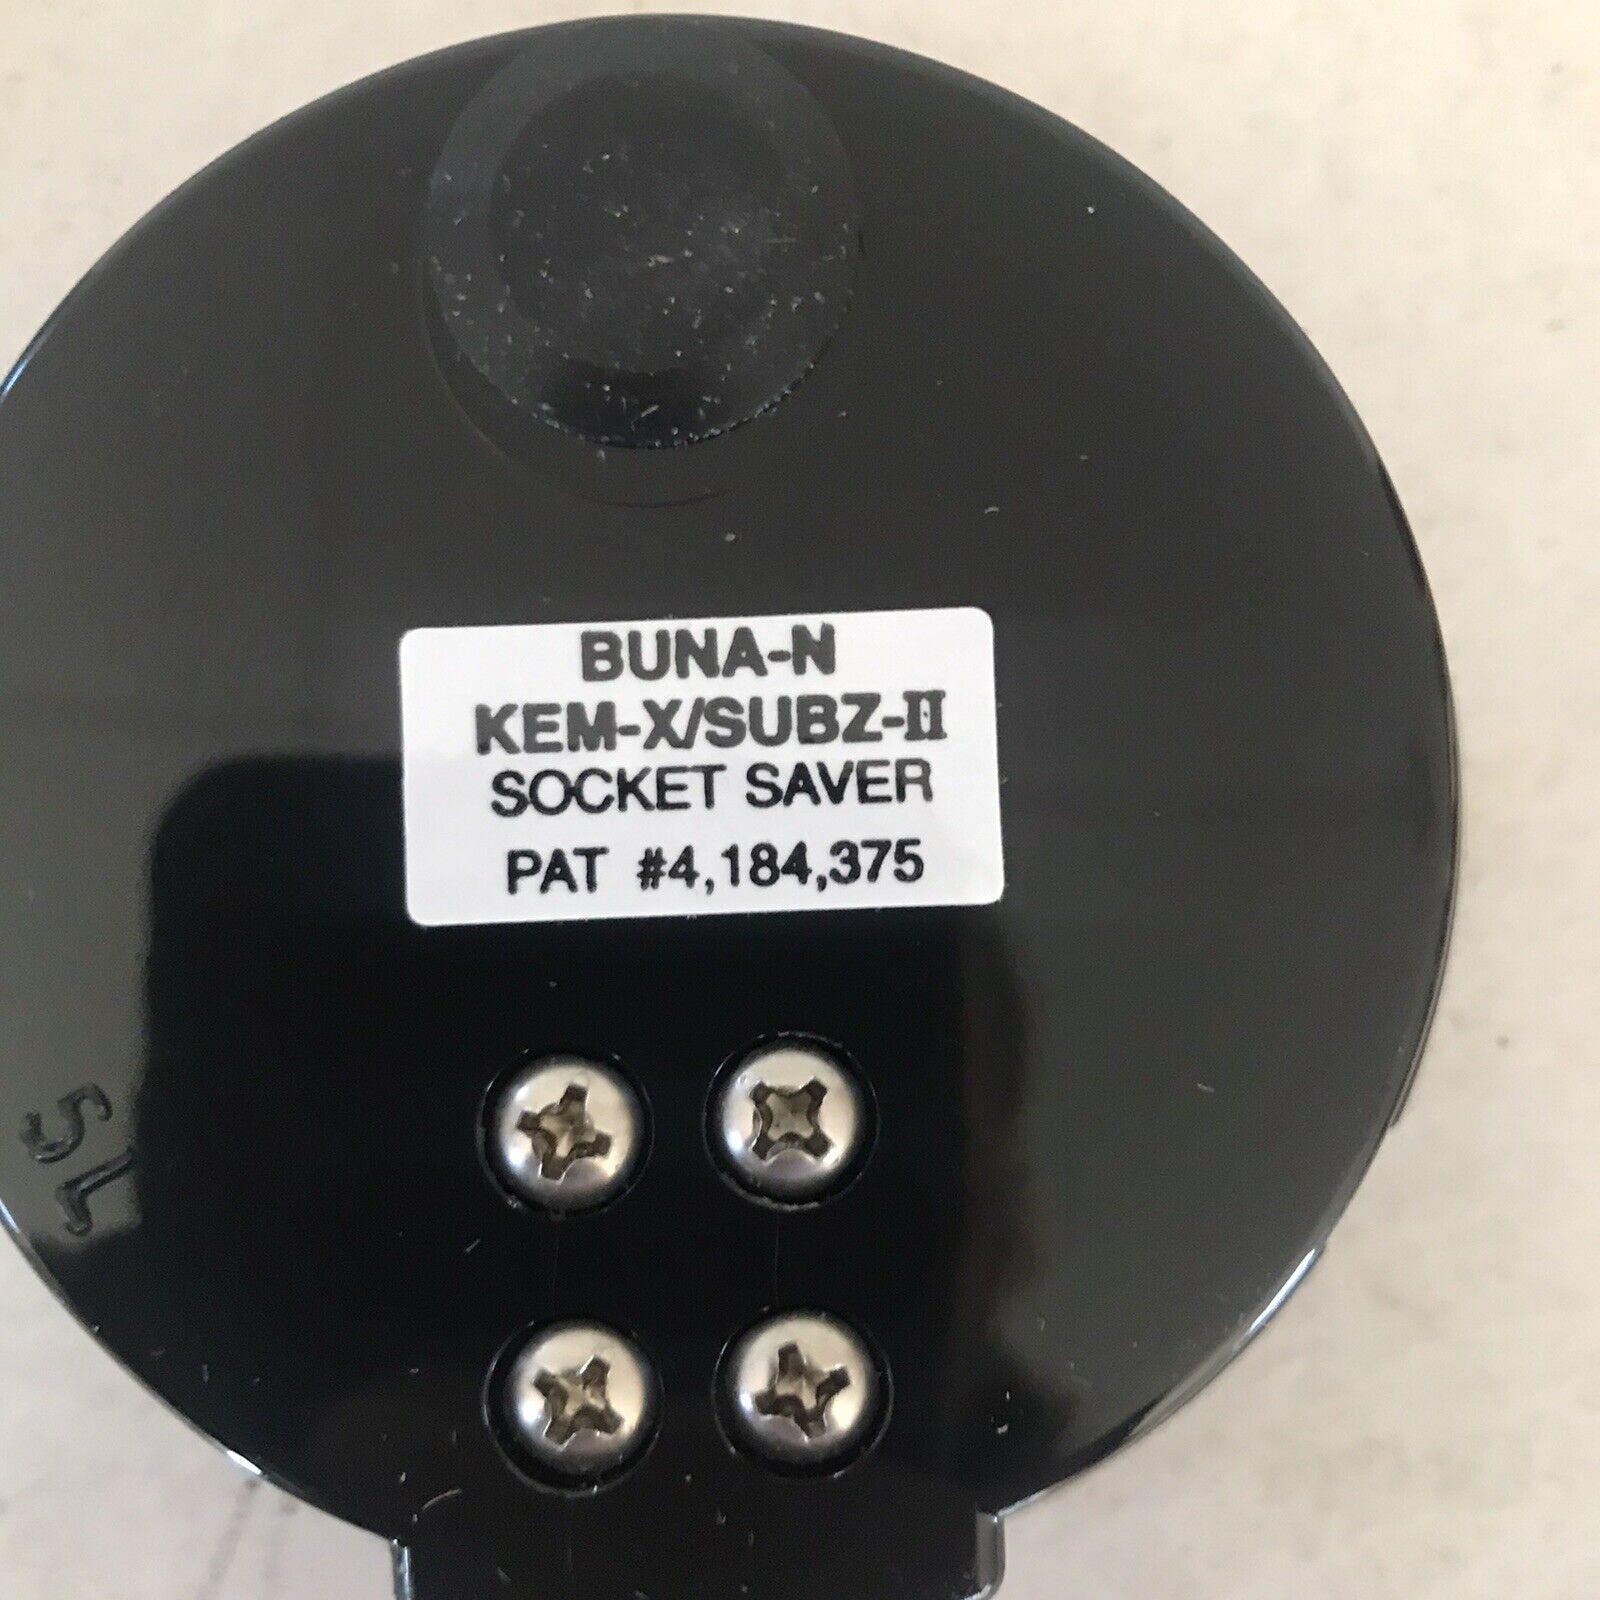 BUNA-N
KEM-X/SUBZ-II
SOCKET SAVER
PAT #4,184,375